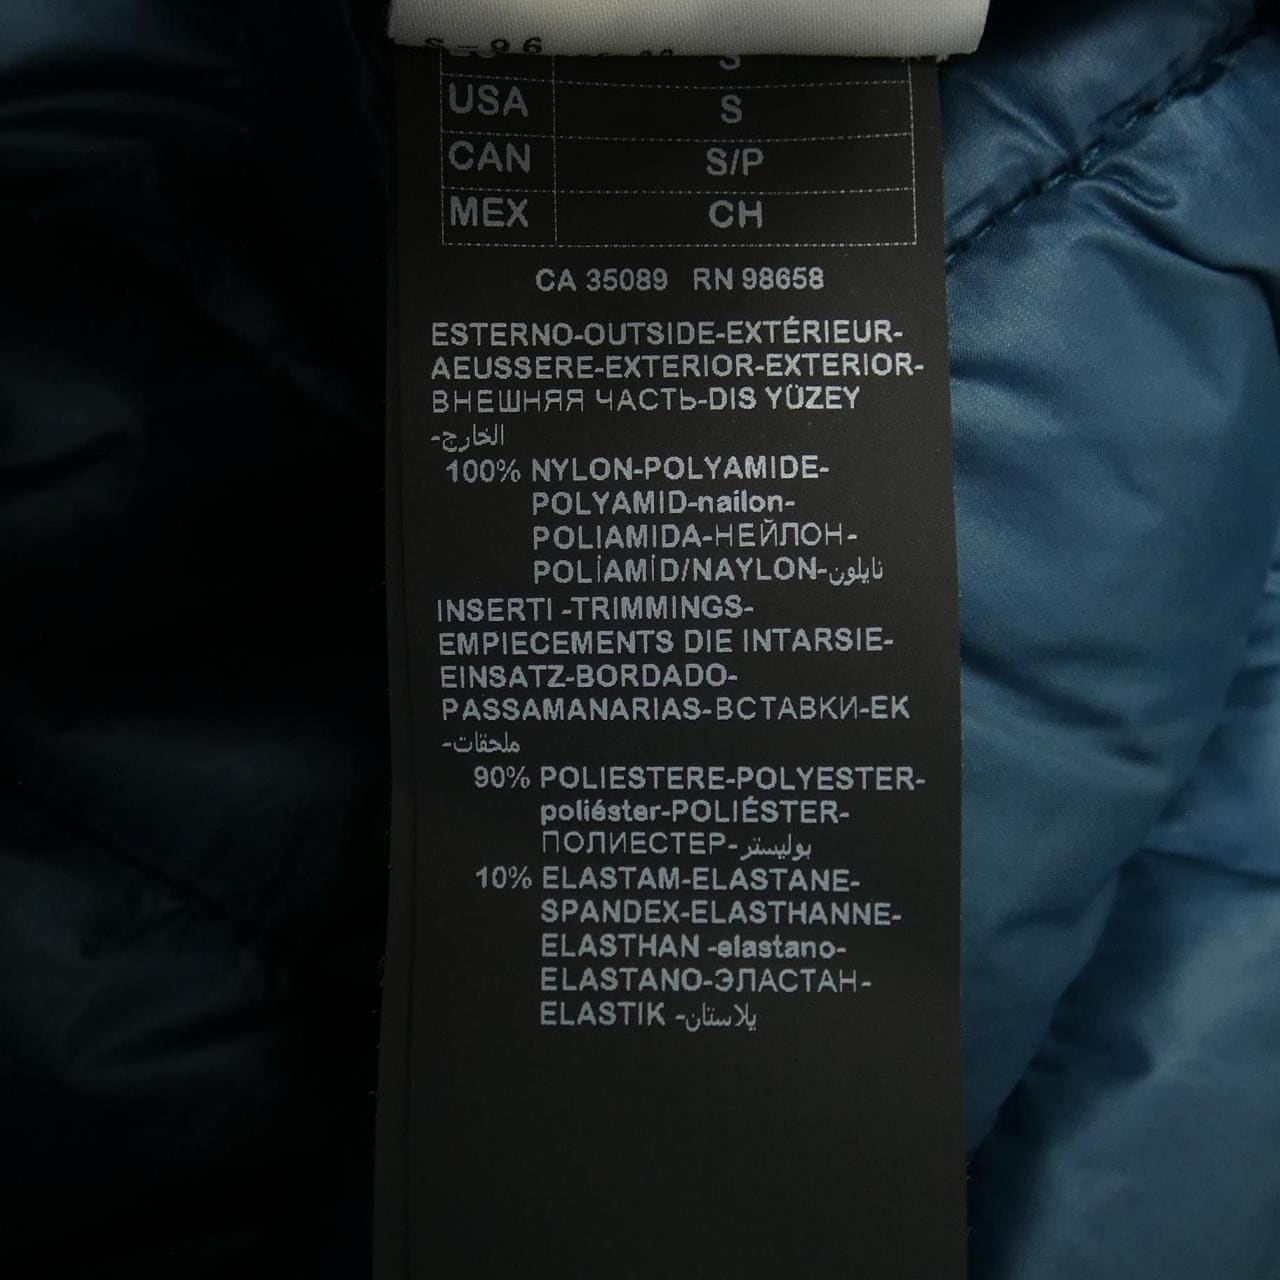 S
USA S
CAN S/P
MEX CH
CA 35089 RN 98658
ESTERNO-OUTSIDE-EXTÉRIEUR-
AEUSSERE-EXTERIOR-EXTERIOR-
ВНЕШНЯЯ ЧАСТЬ-DIS YÜZEY
-الخارج
100% NYLON-POLYAMIDE-
POLYAMID-nailon-
POLIAMIDA-НЕЙЛОН-
POLİAMİD/NAYLON-نايلون
INSERTI -TRIMMINGS-
EMPIECEMENTS DIE INTARSIE-
EINSATZ-BORDADO-
PASSAMANARIAS-ВСТАВКИ-EK
-ملحقات
90% POLIESTERE-POLYESTER-
poliéster-POLIÉSTER-
ПОЛИЕСТЕР-بوليستر
10% ELASTAM-ELASTANE-
SPANDEX-ELASTHANNE-
ELASTHAN -elastano-
ELASTANO-ЭЛАСТАН-
ELASTIK -يلاستان